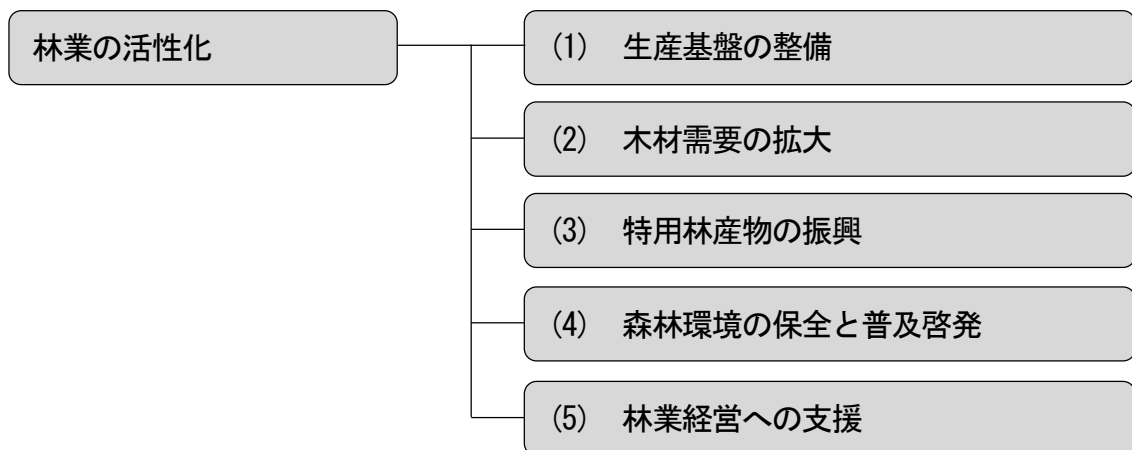 林業の活性化
(1) 生産基盤の整備
(2) 木材需要の拡大
(3) 特用林産物の振興
(4) 森林環境の保全と普及啓発
(5) 林業経営への支援